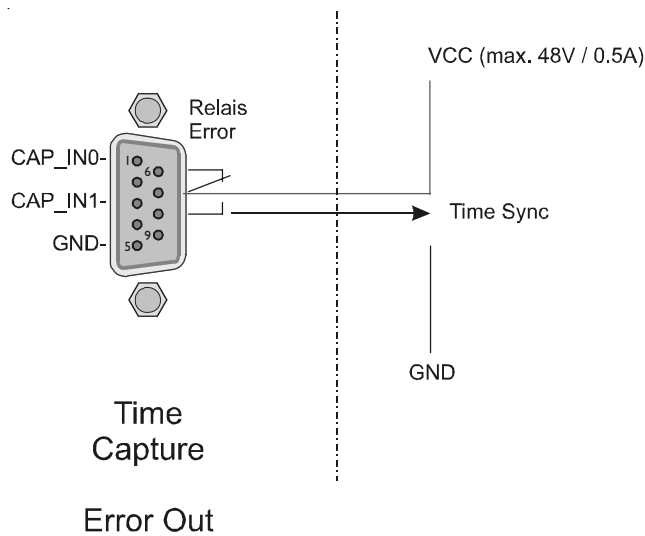 VCC (max. 48V / 0.5A)
Relais
Error
CAP_IN0-
1
6
CAP_IN1-
Time Sync
GND-
9
5
GND
Time
Capture
Error Out